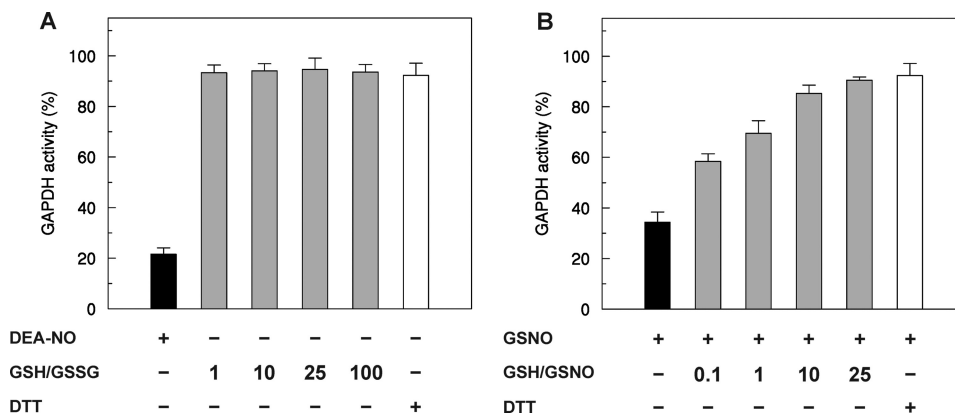 A
GAPDH activity (%)
100
80
60
40
20
0
DEA-NO + – – – – –
GSH/GSSG – 1 10 25 100 –
DTT – – – – – +
B
GAPDH activity (%)
100
80
60
40
20
0
GSNO + + + + + +
GSH/GSNO – 0.1 1 10 25 –
DTT – – – – – +